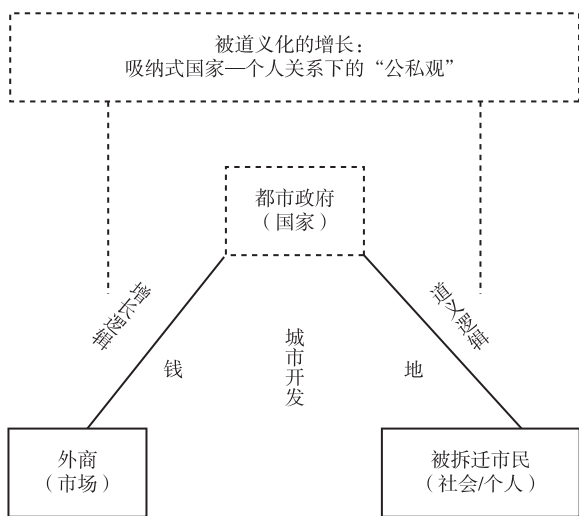 被道义化的增长：
吸纳式国家—个人关系下的“公私观”
都市政府
（国家）
增长逻辑
道义逻辑
钱
城市开发
地
外商
（市场）
被拆迁市民
（社会/个人）